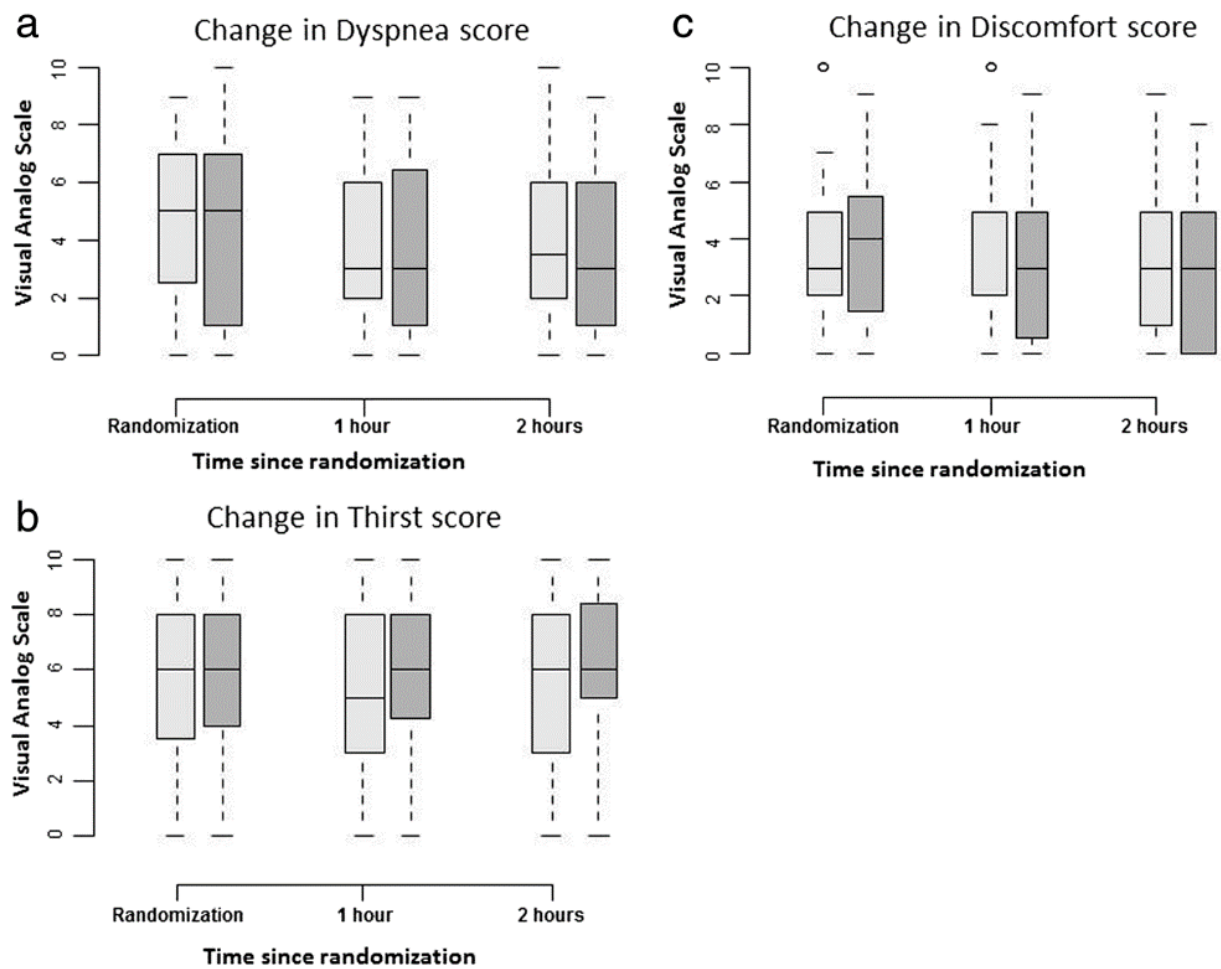 a
Change in Dyspnea score
Visual Analog Scale
10
8
6
4
2
0
Randomization 1 hour 2 hours
Time since randomization
c
Change in Discomfort score
Visual Analog Scale
10
8
6
4
2
0
Randomization 1 hour 2 hours
Time since randomization
b
Change in Thirst score
Visual Analog Scale
10
8
6
4
2
0
Randomization 1 hour 2 hours
Time since randomization